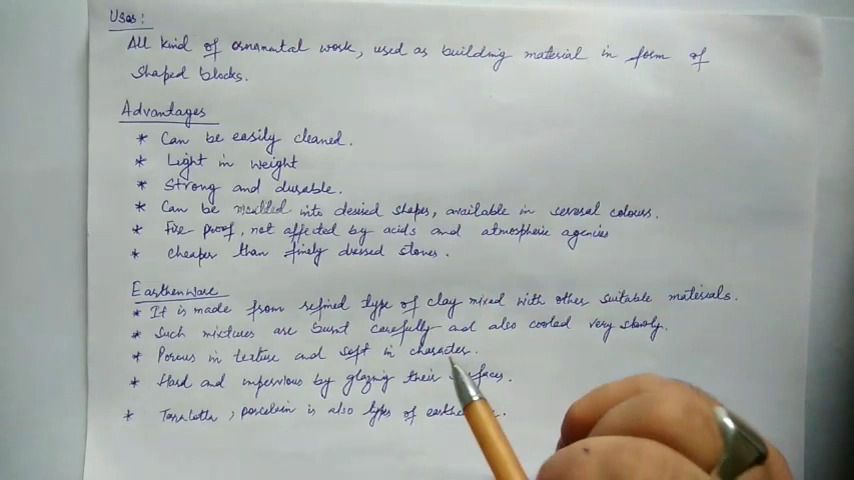 Uses:
All kind of ornamental work, used as building material in form of
shaped blocks.
Advantages
* Can be easily cleaned.
* Light in weight
* Strong and durable.
* Can be moulded into desired shapes, available in several colours.
* Fire proof, not affected by acids and atmospheric agencies
* Cheaper than finely dressed stones.
Earthenware
* It is made from refined type of clay mixed with other suitable materials.
* Such mixtures are burnt carefully and also cooled very slowly.
* Porous in texture and soft in character.
* Hard and impervious by glazing their surfaces.
* Teracotta, porcelain is also types of